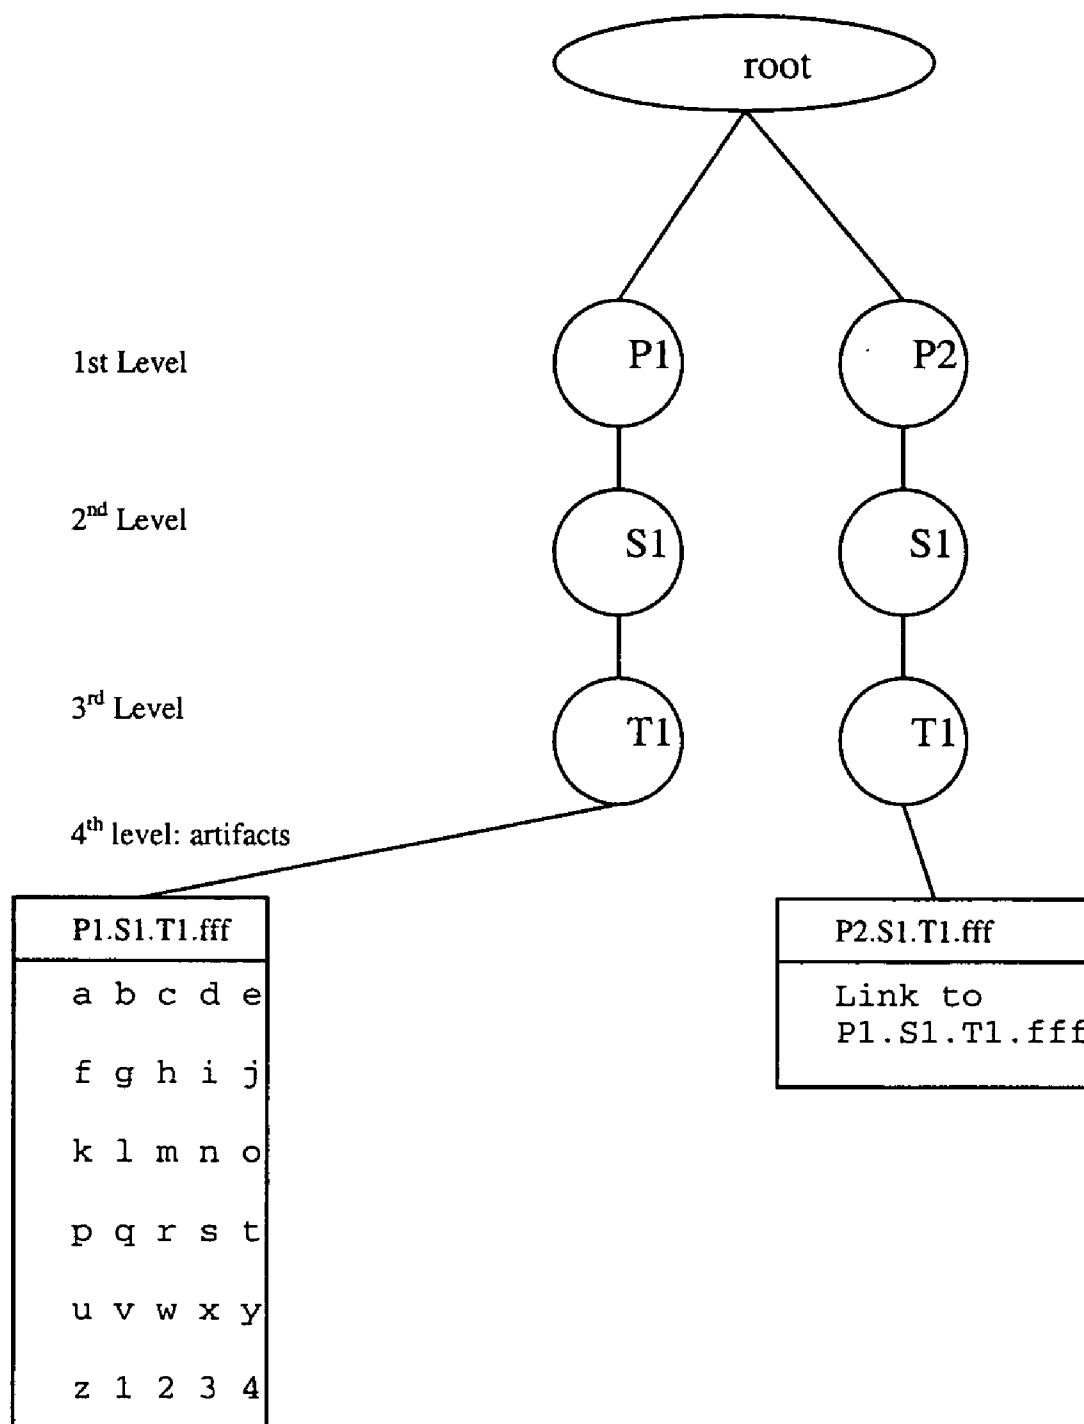 root
1st Level
P1
P2
2nd Level
S1
S1
3rd Level
T1
T1
4th level: artifacts
P1.S1.T1.fff
a b c d e
f g h i j
k l m n o
p q r s t
u v w x y
z 1 2 3 4
P2.S1.T1.fff
Link to
P1.S1.T1.fff